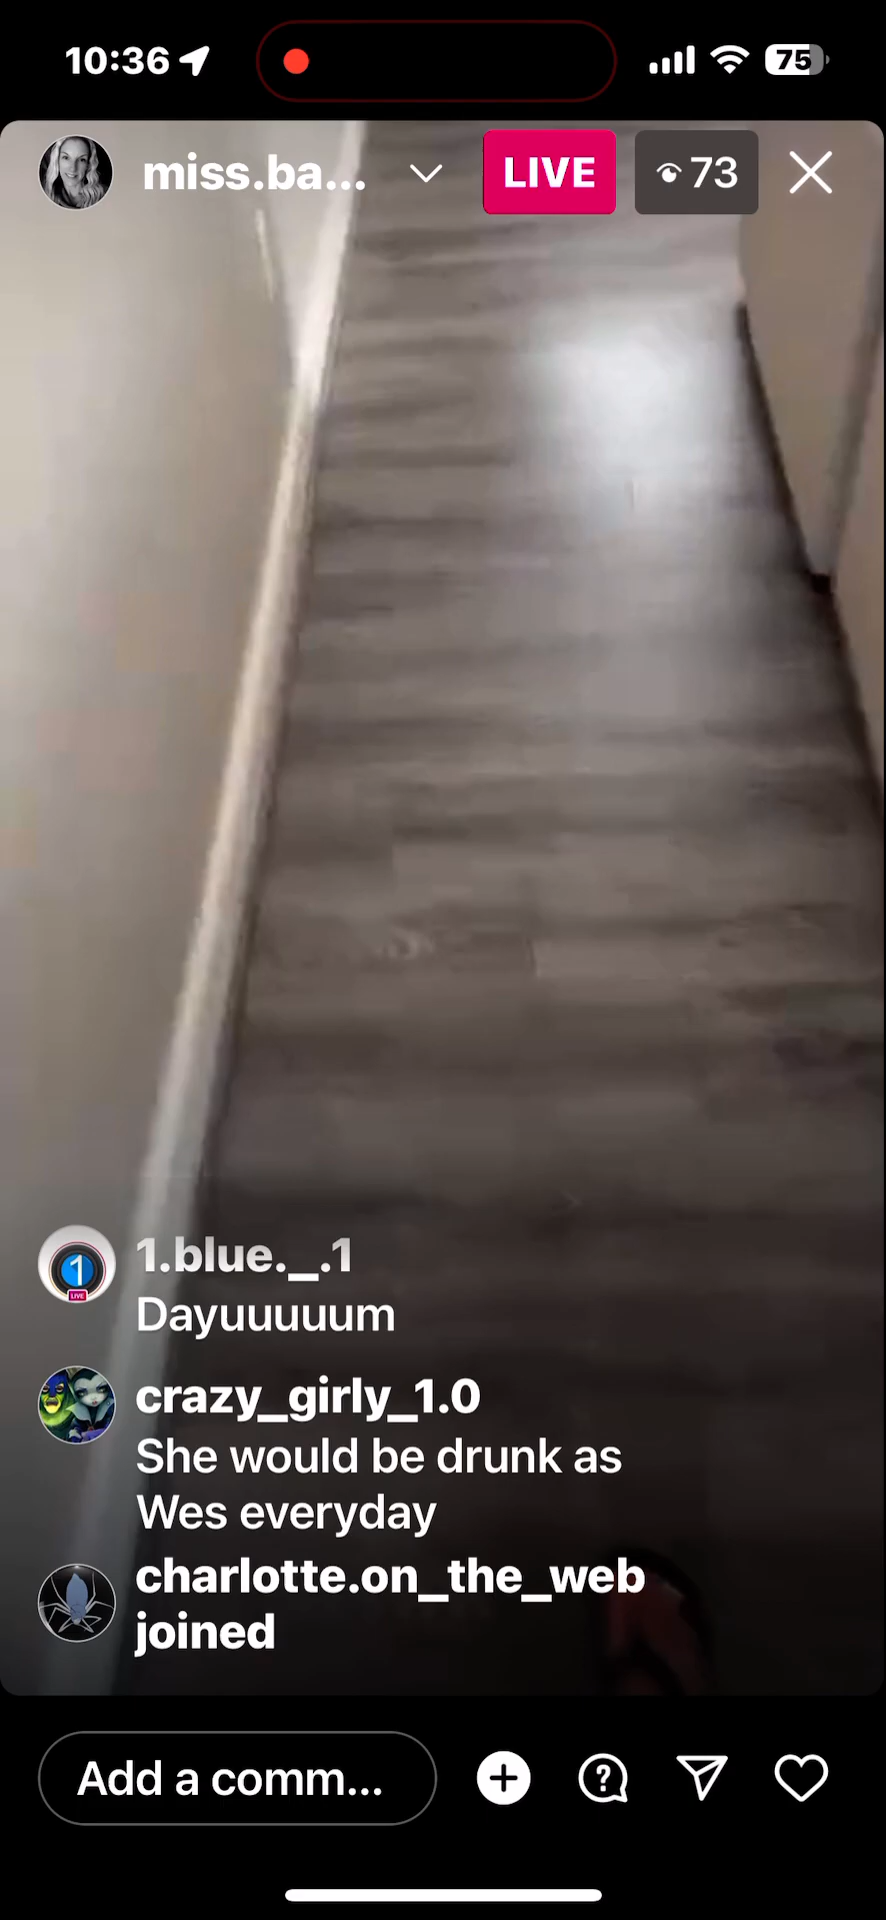 10:36
75
miss.ba...
LIVE
73
1.blue._.1
Dayuuuuum
crazy_girly_1.0
She would be drunk as
Wes everyday
charlotte.on_the_web
joined
Add a comm...